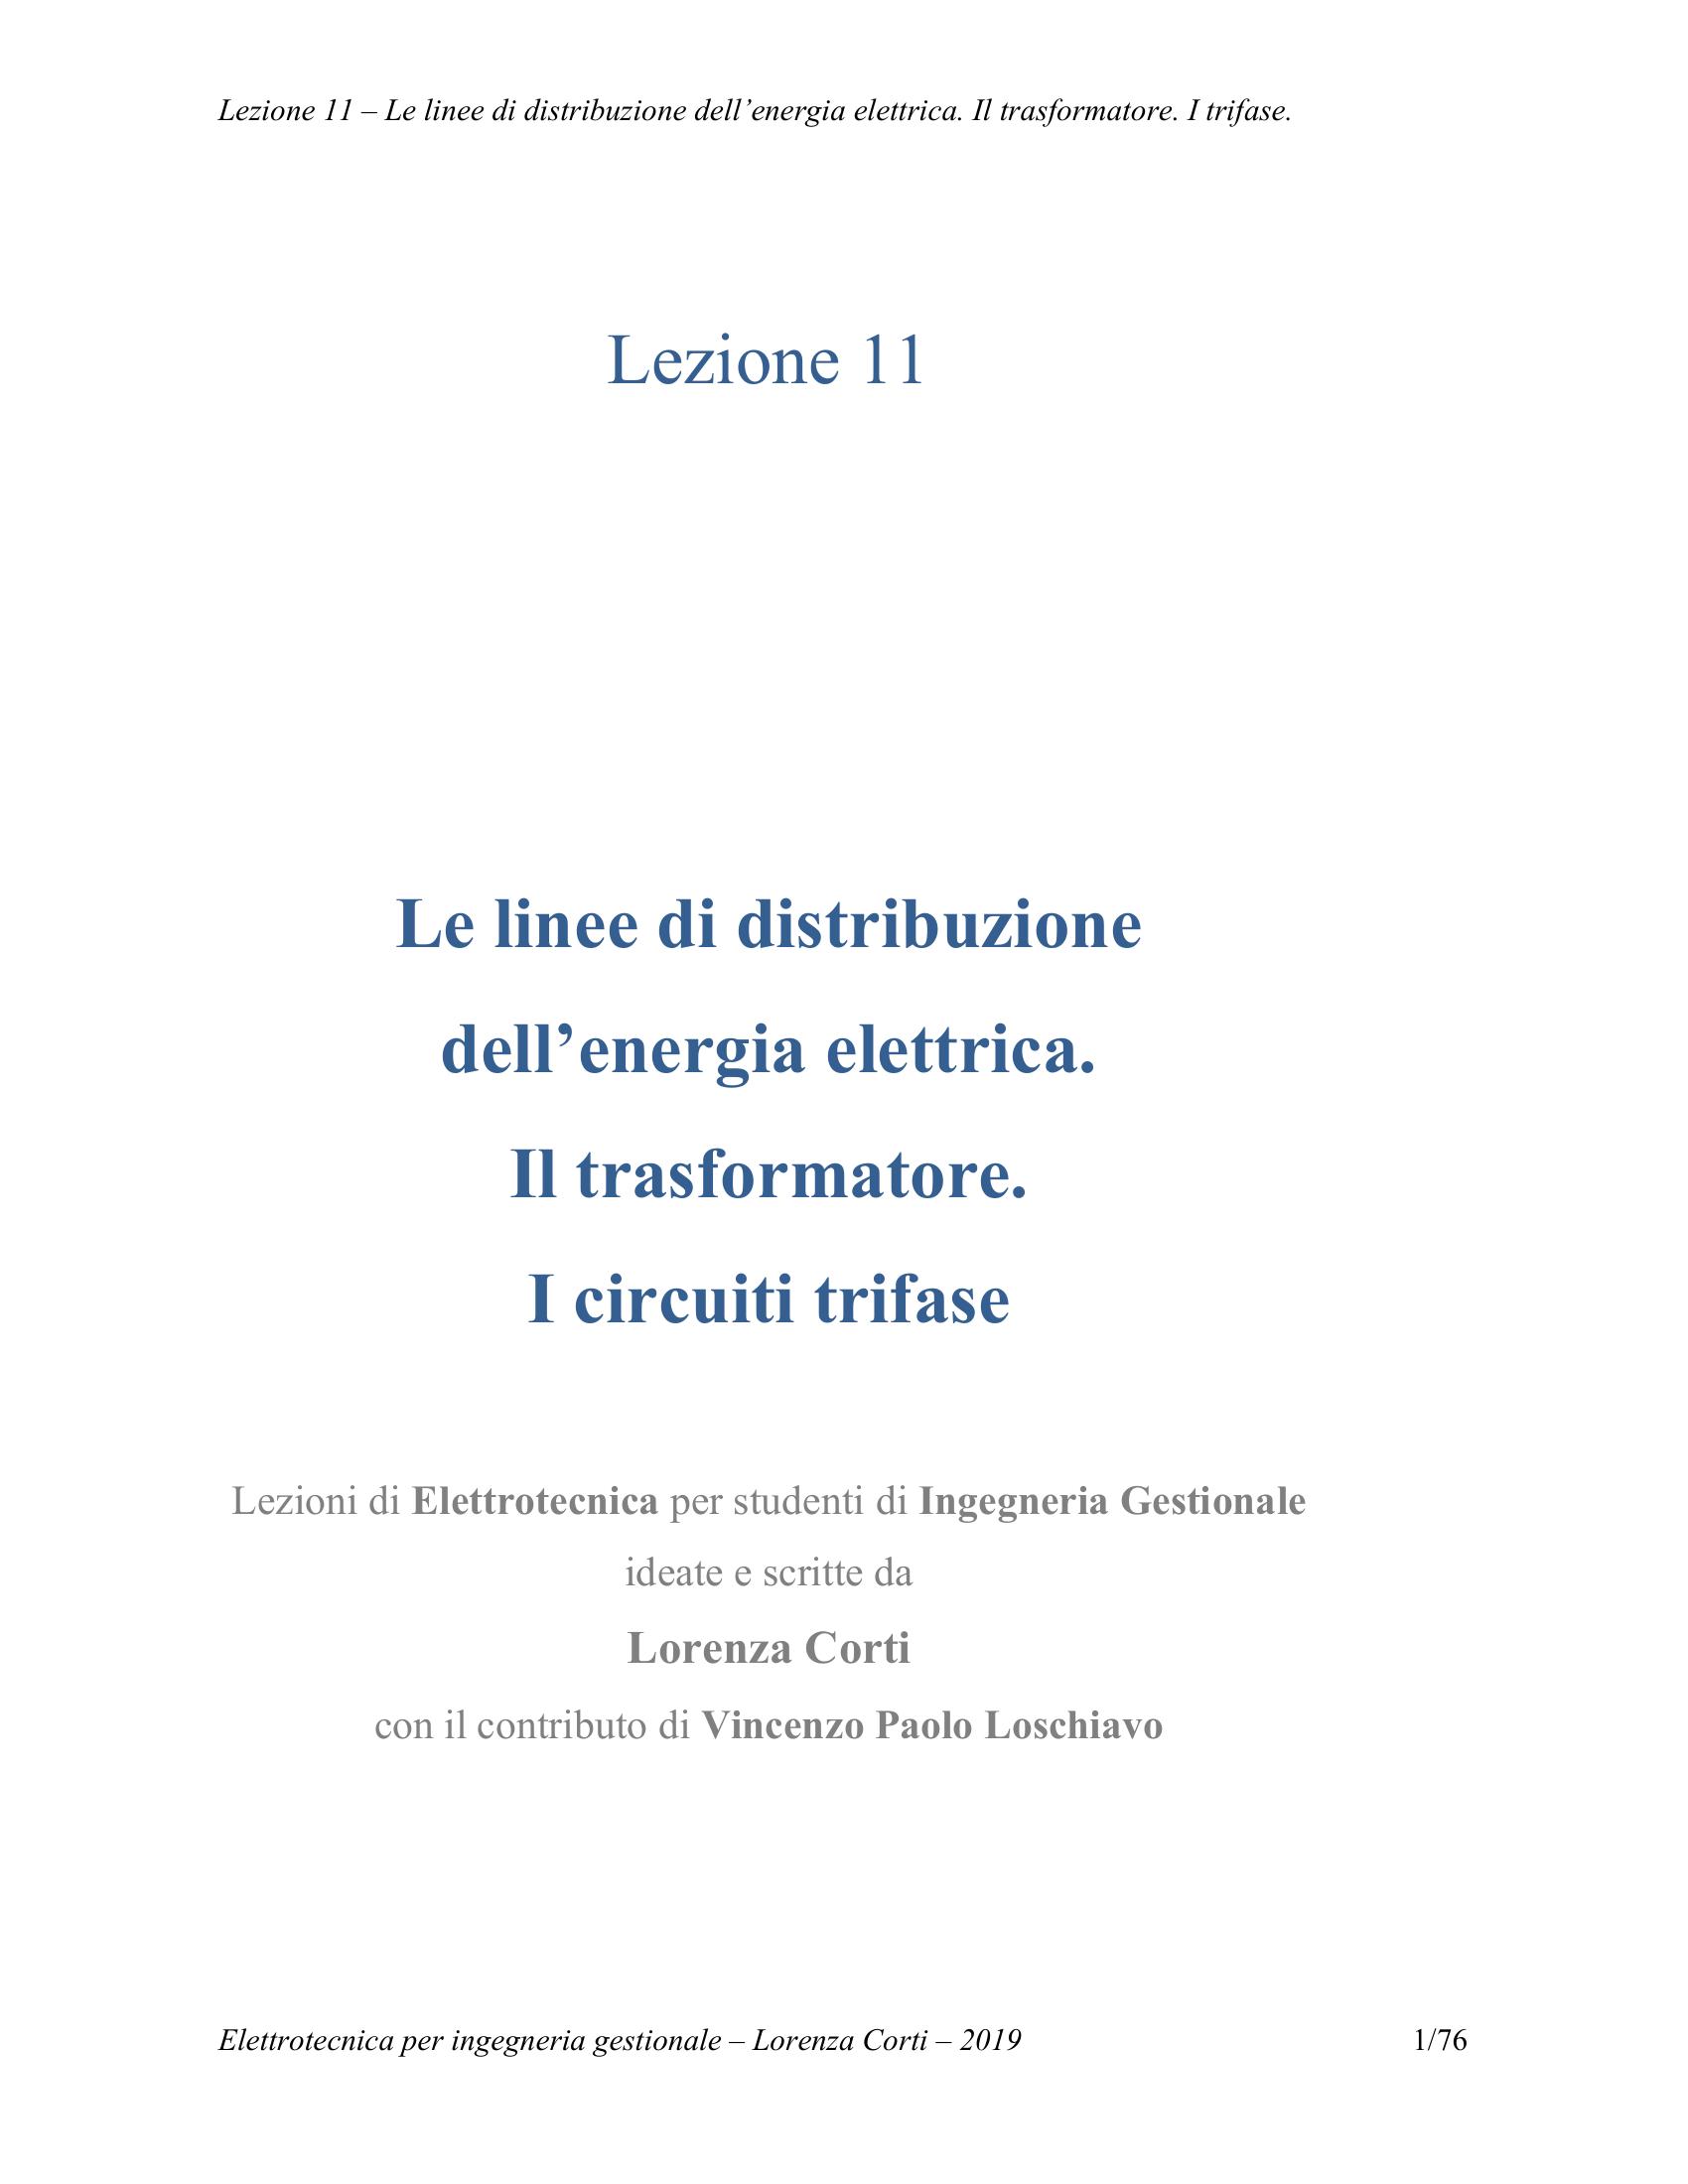 Lezione 11 – Le linee di distribuzione dell’energia elettrica. Il trasformatore. I trifase.
Lezione 11
Le linee di distribuzione
dell’energia elettrica.
Il trasformatore.
I circuiti trifase
Lezioni di Elettrotecnica per studenti di Ingegneria Gestionale
ideate e scritte da
Lorenza Corti
con il contributo di Vincenzo Paolo Loschiavo
Elettrotecnica per ingegneria gestionale – Lorenza Corti – 2019 1/76